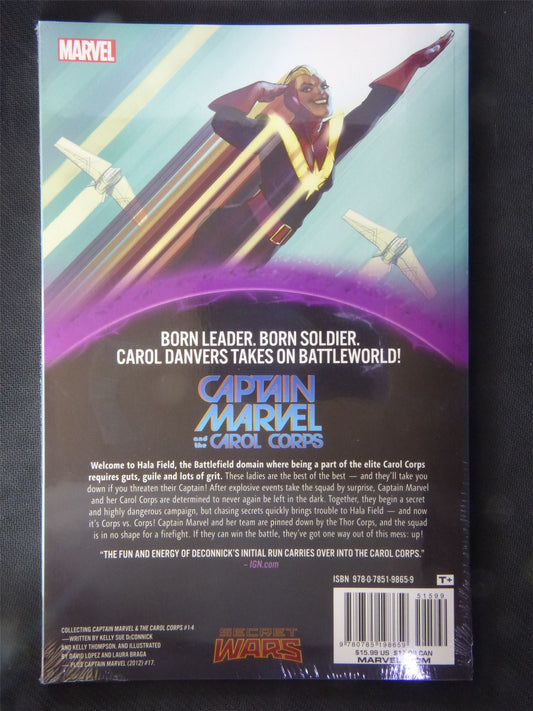 MARVEL
BORN LEADER. BORN SOLDIER.
CAROL DANVERS TAKES ON BATTLEWORLD!
CAPTAIN
MARVEL
and the CAROL CORPS
Welcome to Hala Field, the Battlefield domain where being a part of the elite Carol Corps
requires guts, guile and lots of grit. These ladies are the best of the best — and they'll take you
down if you threaten their Captain! After explosive events take the squad by surprise, Captain Marvel
and her Carol Corps are determined to never again be left in the dark. Together, they begin a secret
and highly dangerous campaign, but chasing secrets quickly brings trouble to Hala Field — and
now it's Corps vs. Corps! Captain Marvel and her team are pinned down by the Thor Corps, and the squad
is in no shape for a firefight. If they can win the battle, they've got one way out of this mess: up!
"THE FUN AND ENERGY OF DECONNICK'S INITIAL RUN CARRIES OVER INTO THE CAROL CORPS."
– IGN.com
ISBN 978-0-7851-9865-9
T+
51599
COLLECTING CAPTAIN MARVEL & THE CAROL CORPS #1-4
— WRITTEN BY KELLY SUE DeCONNICK
AND KELLY THOMPSON, AND ILLUSTRATED
BY DAVID LOPEZ AND LAURA BRAGA
— PLUS CAPTAIN MARVEL (2012) #17.
SECRET
WARS
9 780785 198659
$15.99 US CAN
MARVEL.COM